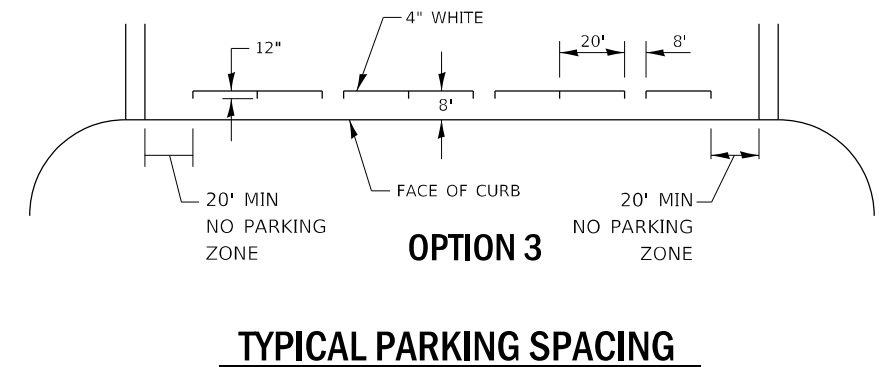 4" WHITE
12"
20'
8'
8'
FACE OF CURB
20' MIN
NO PARKING
ZONE
20' MIN
NO PARKING
ZONE
OPTION 3
TYPICAL PARKING SPACING